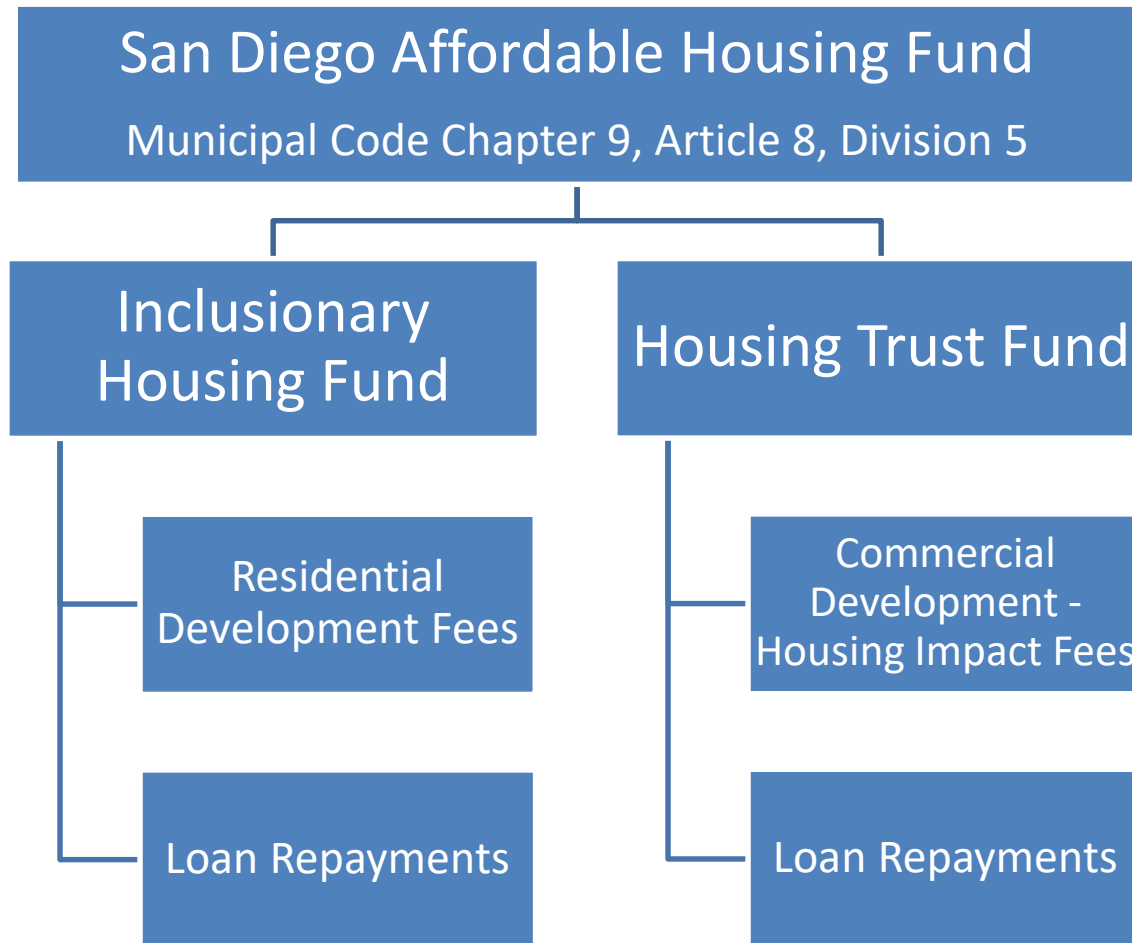 San Diego Affordable Housing Fund
Municipal Code Chapter 9, Article 8, Division 5
Inclusionary
Housing Fund
Housing Trust Fund
Residential
Development Fees
Commercial
Development -
Housing Impact Fees
Loan Repayments
Loan Repayments